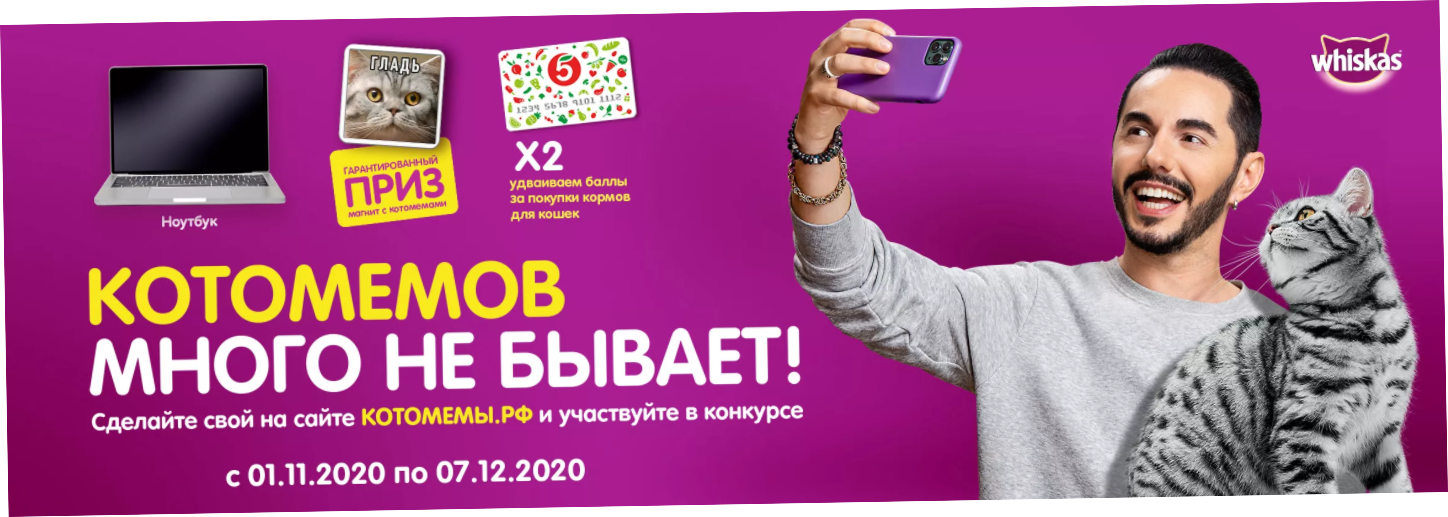 Ноутбук
ГЛАДЬ
ГАРАНТИРОВАННЫЙ
ПРИЗ
МАГНИТ С КОТОМЕМАМИ
5
1234 5678 9101 1112
X2
удваиваем баллы
за покупки кормов
для кошек
whiskas
КОТОМЕМОВ
МНОГО НЕ БЫВАЕТ!
Сделайте свой на сайте КОТОМЕМЫ.РФ и участвуйте в конкурсе
с 01.11.2020 по 07.12.2020